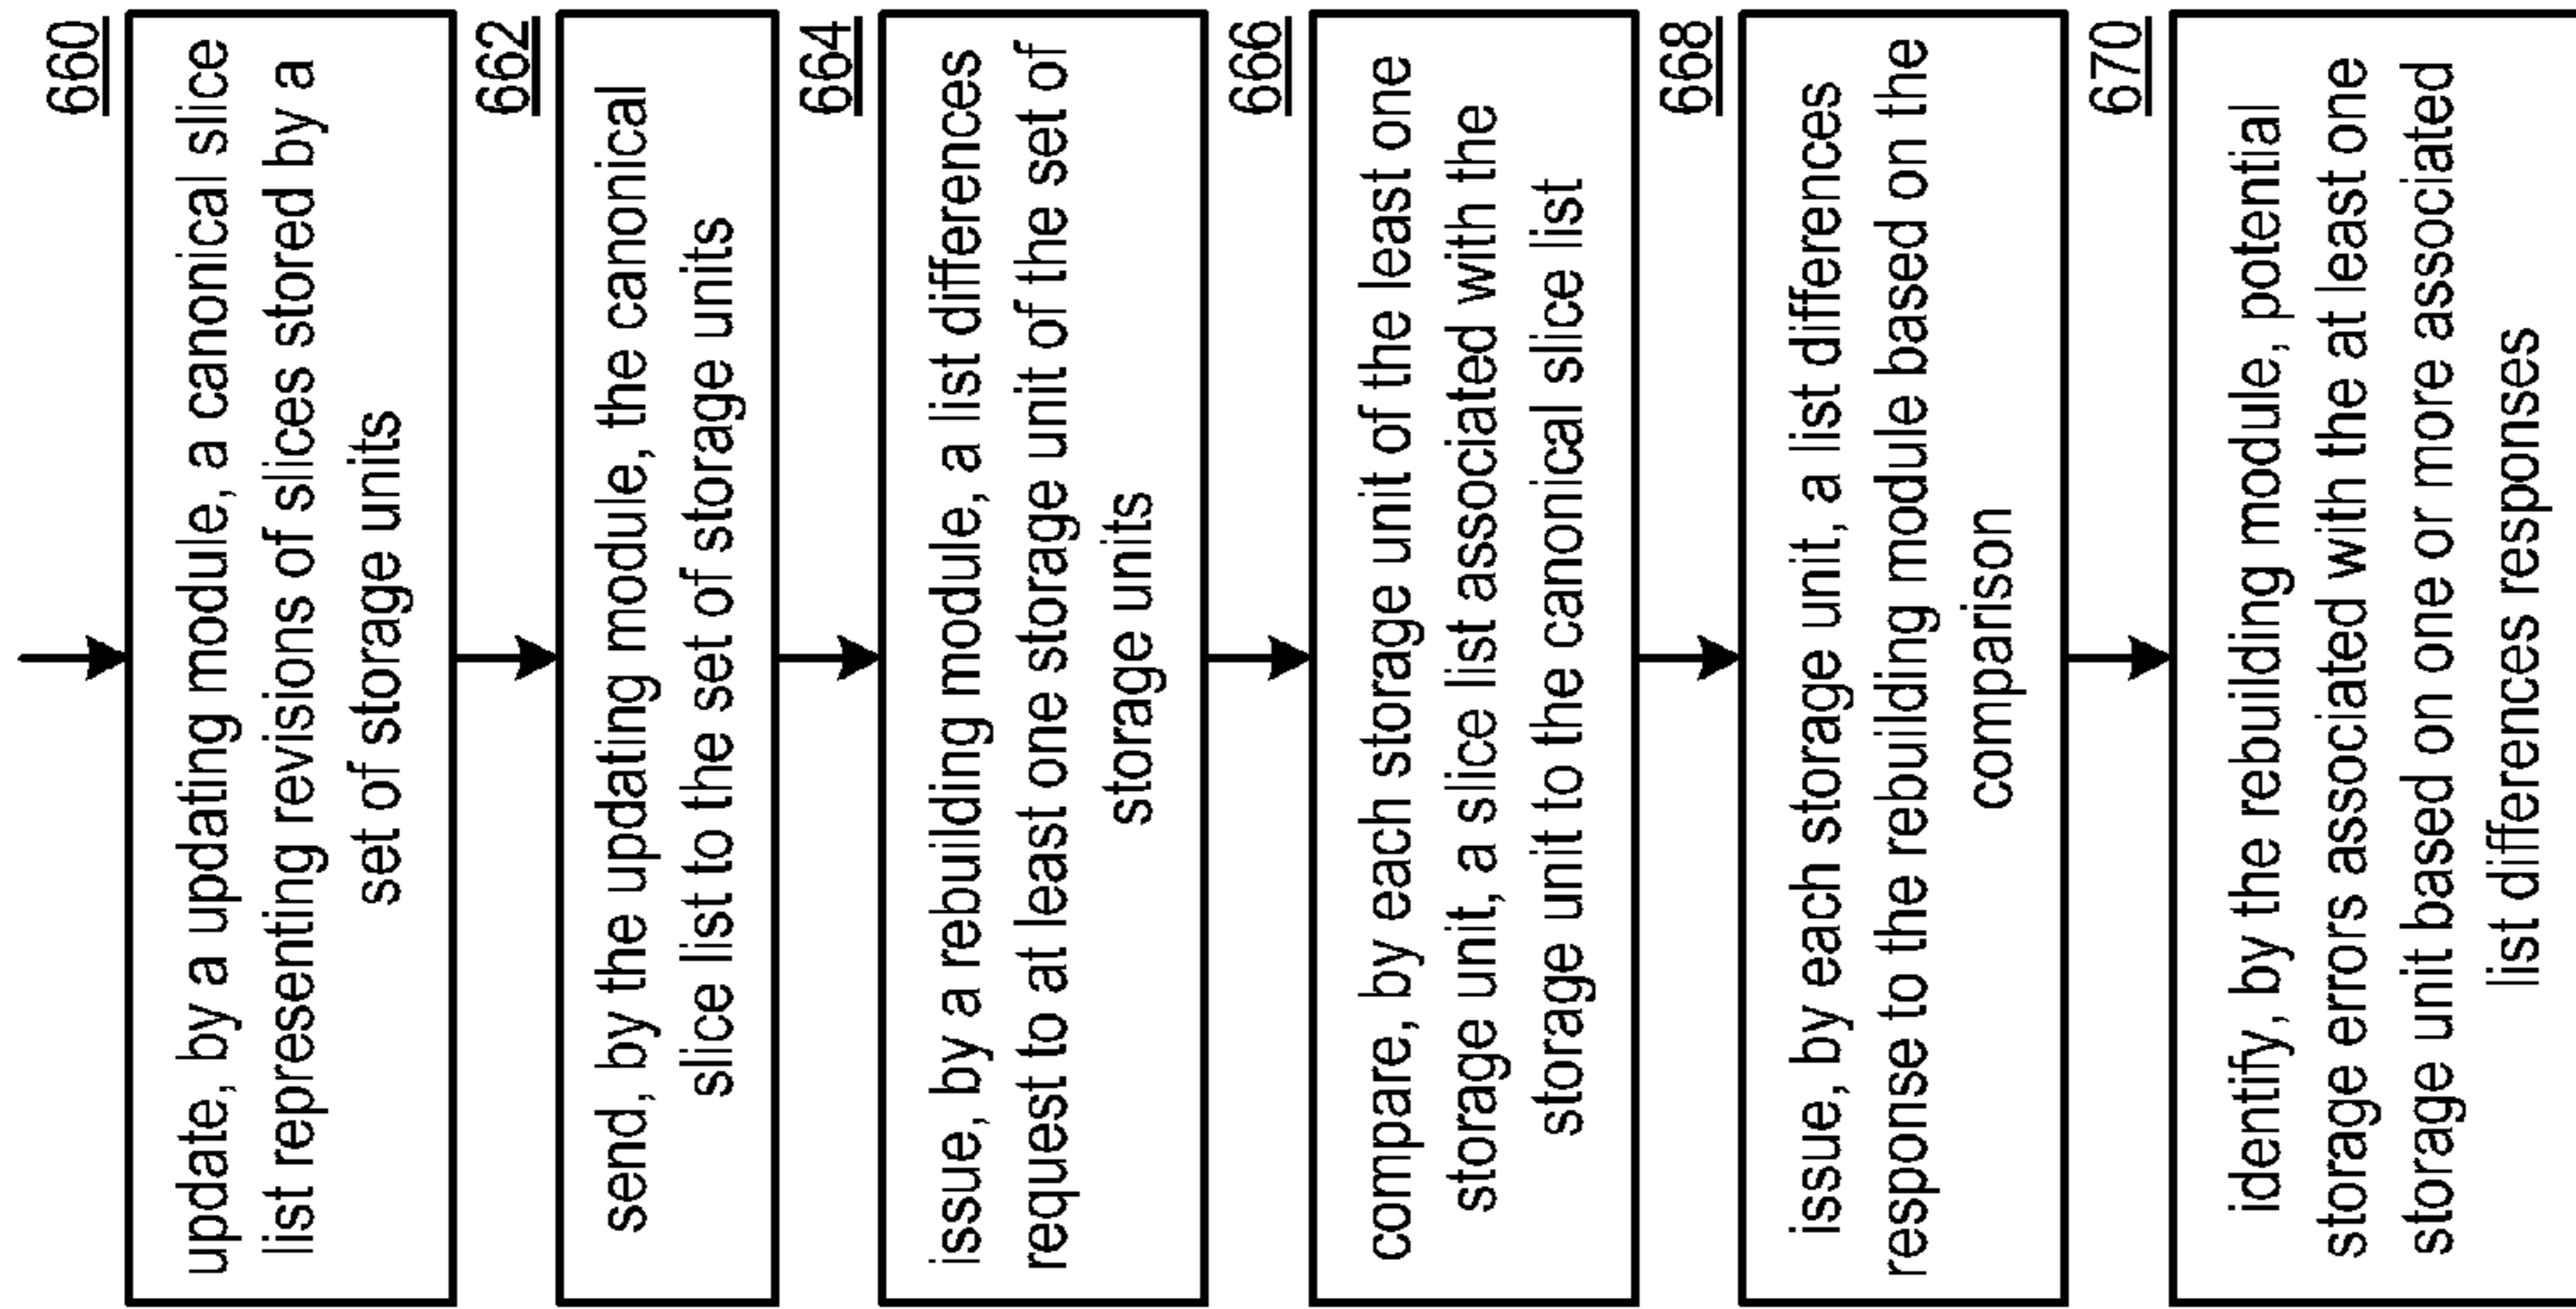 660
update, by a updating module, a canonical slice
list representing revisions of slices stored by a
set of storage units
662
send, by the updating module, the canonical
slice list to the set of storage units
664
issue, by a rebuilding module, a list differences
request to at least one storage unit of the set of
storage units
666
compare, by each storage unit of the least one
storage unit, a slice list associated with the
storage unit to the canonical slice list
668
issue, by each storage unit, a list differences
response to the rebuilding module based on the
comparison
670
identify, by the rebuilding module, potential
storage errors associated with the at least one
storage unit based on one or more associated
list differences responses